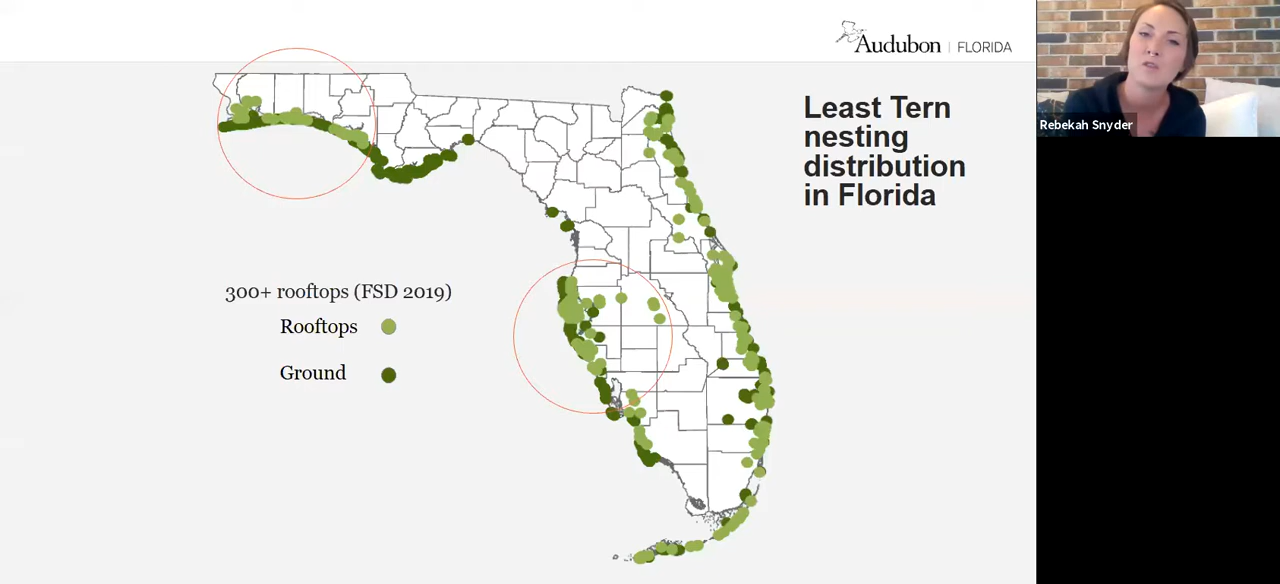 Audubon | FLORIDA
Rebekah Snyder
Least Tern
nesting
distribution
in Florida
300+ rooftops (FSD 2019)
Rooftops
Ground